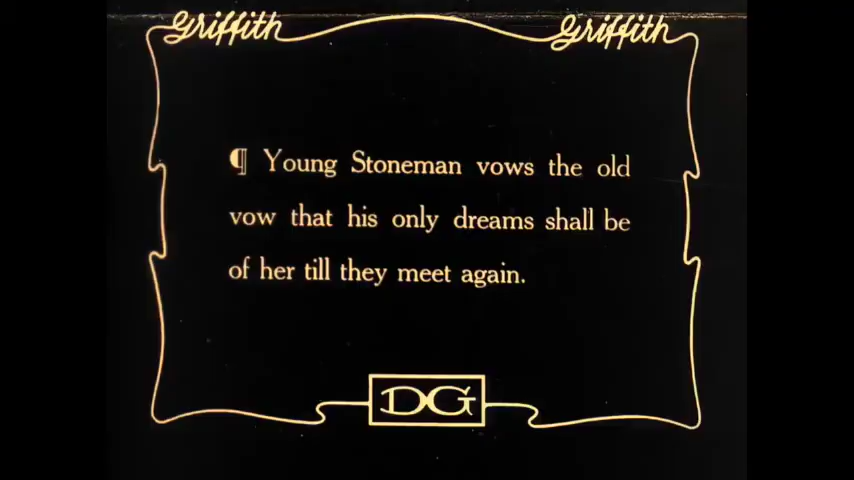 Griffith Griffith
¶ Young Stoneman vows the old
vow that his only dreams shall be
of her till they meet again.
DG